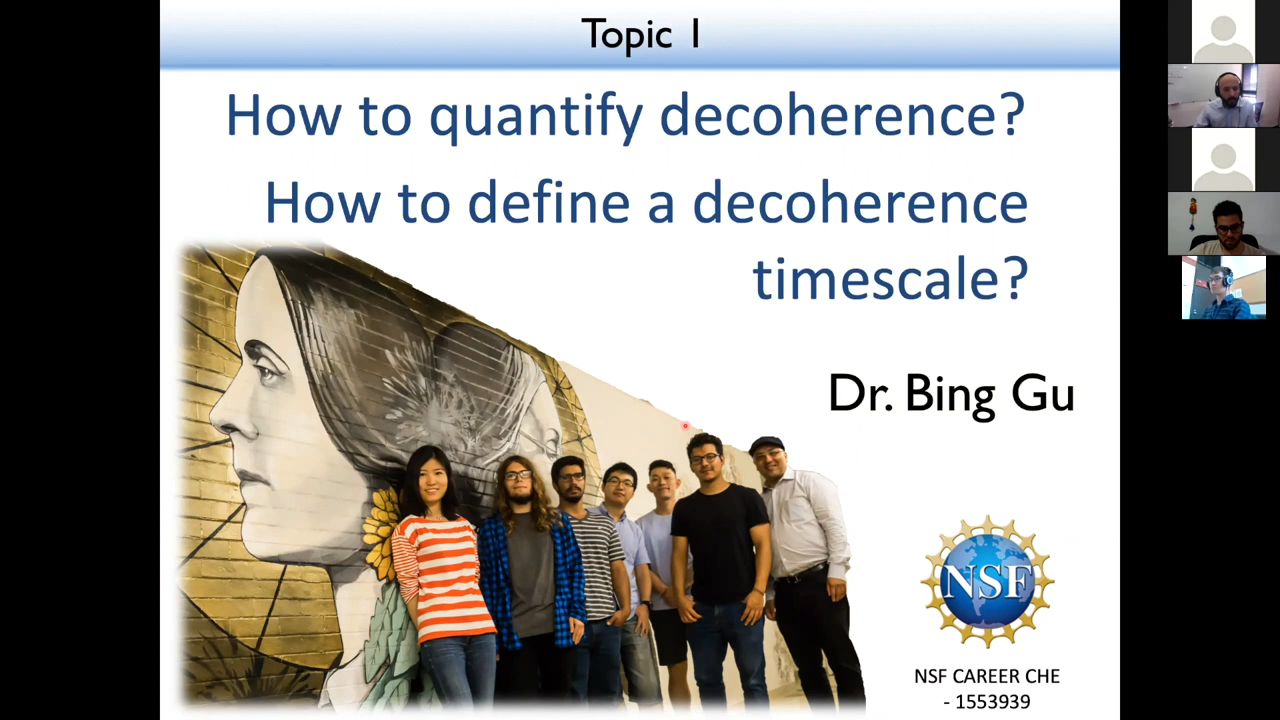 Topic 1
How to quantify decoherence?
How to define a decoherence
timescale?
Dr. Bing Gu
NSF
NSF CAREER CHE
- 1553939